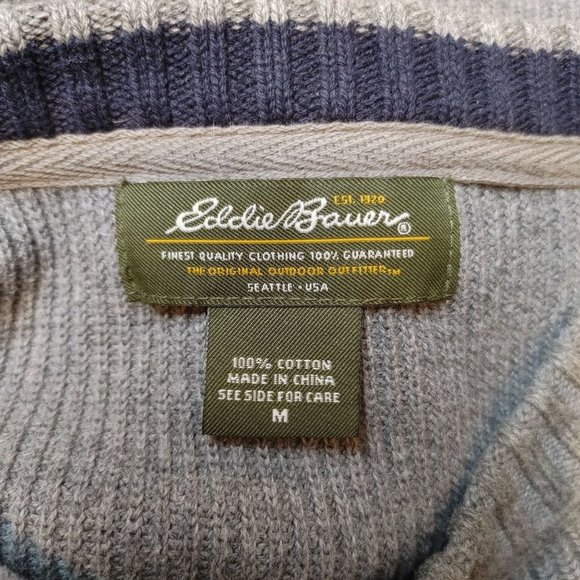 EST. 1920
Eddie Bauer®
FINEST QUALITY CLOTHING 100% GUARANTEED
THE ORIGINAL OUTDOOR OUTFITTER™
SEATTLE • USA
100% COTTON
MADE IN CHINA
SEE SIDE FOR CARE
M